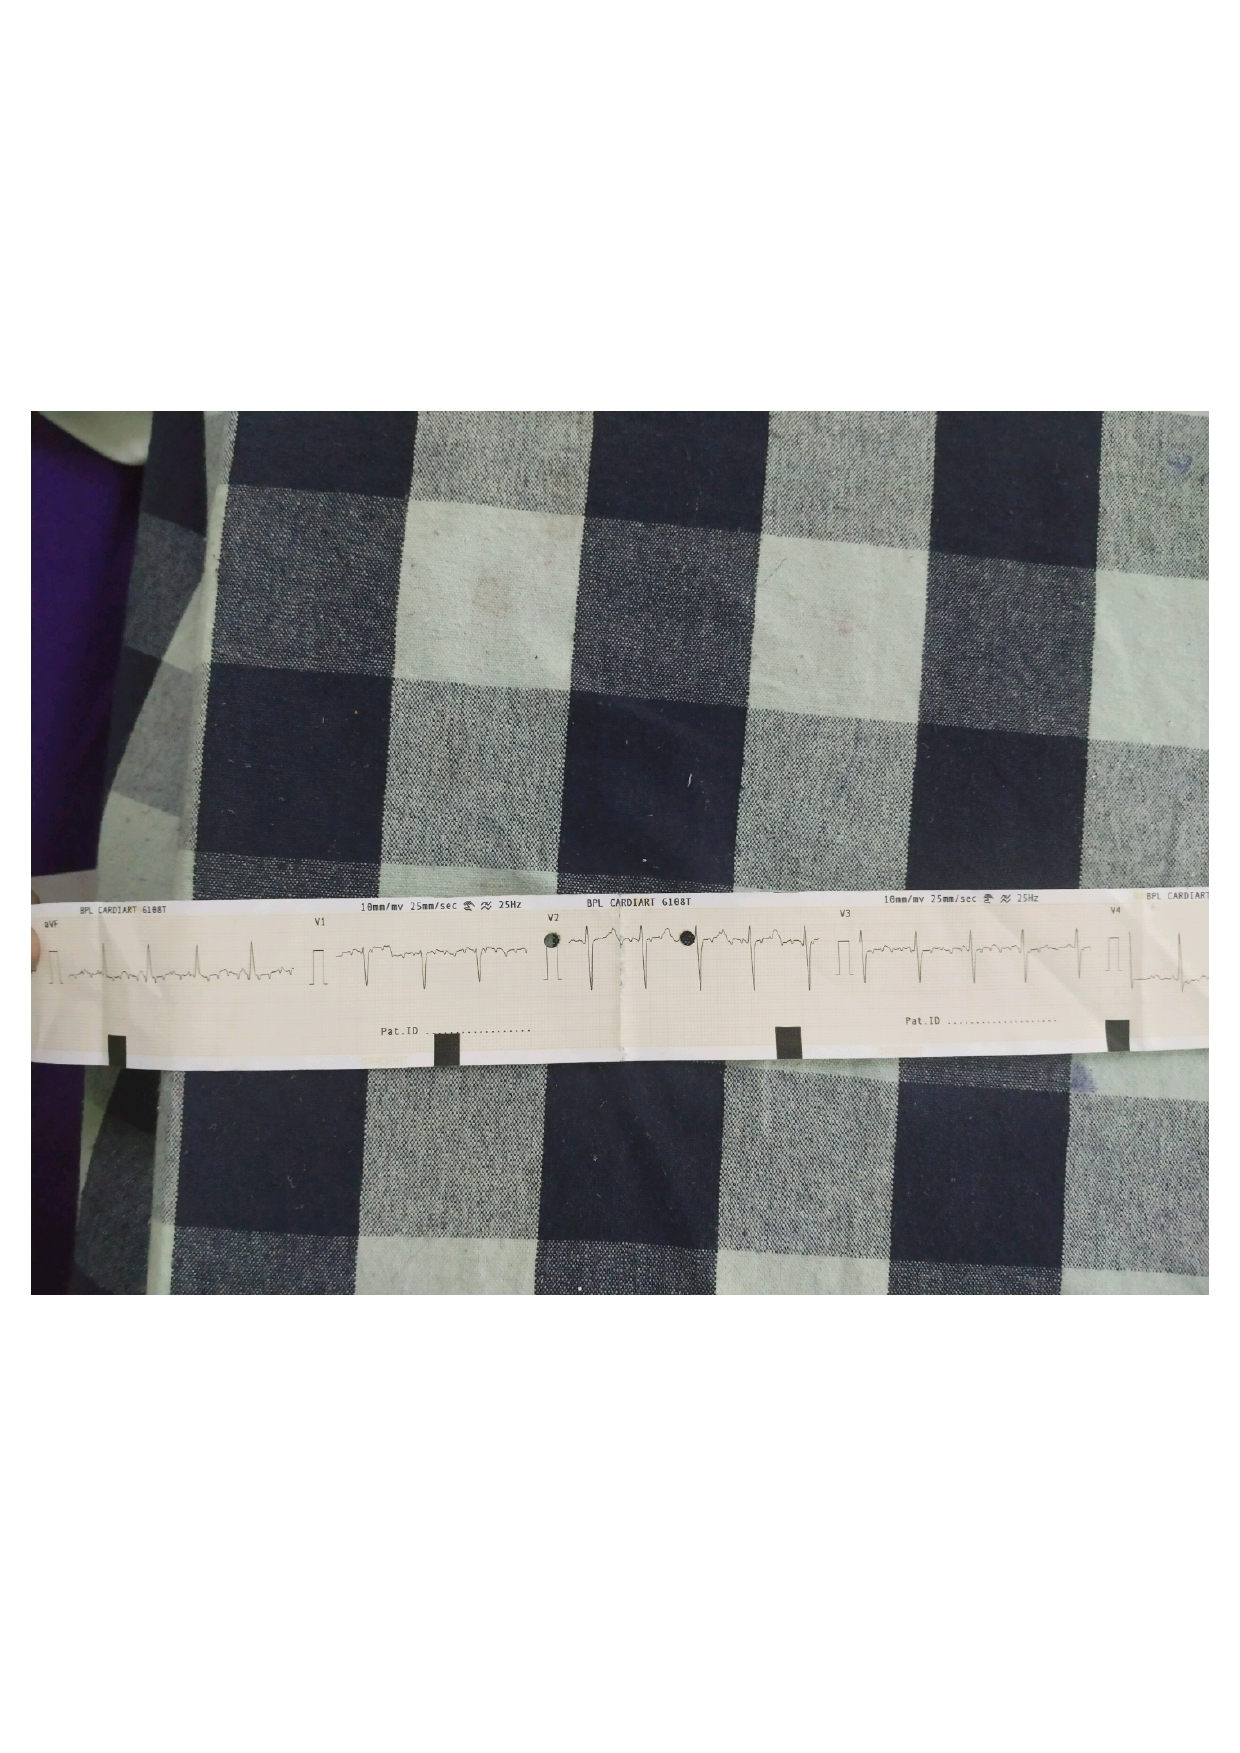 BPL CARDIART 6108T
10mm/mv 25mm/sec 25Hz
BPL CARDIART 6108T
10mm/mv 25mm/sec 25Hz
BPL CARDIART 6108T
aVF
V1
V2
V3
V4
Pat.ID ..................
Pat.ID ..................